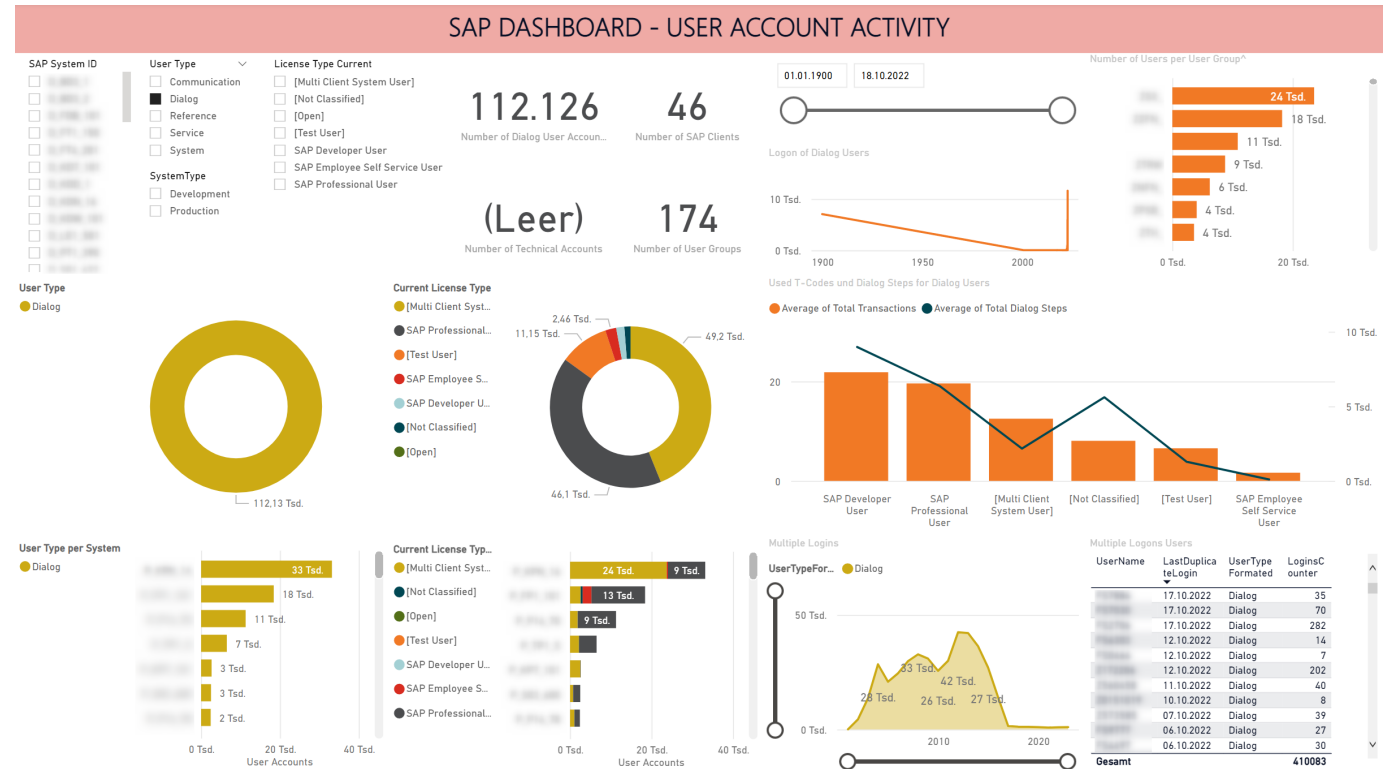 SAP DASHBOARD - USER ACCOUNT ACTIVITY
SAP System ID
User Type
Communication
Dialog
Reference
Service
System
SystemType
Development
Production
License Type Current
[Multi Client System User]
[Not Classified]
[Open]
[Test User]
SAP Developer User
SAP Employee Self Service User
SAP Professional User
112.126
Number of Dialog User Accoun...
46
Number of SAP Clients
(Leer)
Number of Technical Accounts
174
Number of User Groups
01.01.1900
18.10.2022
Logon of Dialog Users
10 Tsd.
0 Tsd.
1900
1950
2000
Number of Users per User Group^
24 Tsd.
18 Tsd.
11 Tsd.
9 Tsd.
6 Tsd.
4 Tsd.
4 Tsd.
0 Tsd.
20 Tsd.
User Type
Dialog
112,13 Tsd.
Current License Type
[Multi Client Syst...
SAP Professional...
[Test User]
SAP Employee S...
SAP Developer U...
[Not Classified]
[Open]
2,46 Tsd.
11,15 Tsd.
49,2 Tsd.
46,1 Tsd.
Used T-Codes und Dialog Steps for Dialog Users
Average of Total Transactions
Average of Total Dialog Steps
20
0
10 Tsd.
5 Tsd.
0 Tsd.
SAP Developer
User
SAP
Professional
User
[Multi Client
System User]
[Not Classified]
[Test User]
SAP Employee
Self Service
User
User Type per System
Dialog
33 Tsd.
18 Tsd.
11 Tsd.
7 Tsd.
3 Tsd.
3 Tsd.
2 Tsd.
0 Tsd.
20 Tsd.
40 Tsd.
User Accounts
Current License Typ...
[Multi Client Syst...
[Not Classified]
[Open]
[Test User]
SAP Developer U...
SAP Employee S...
SAP Professional...
24 Tsd.
9 Tsd.
13 Tsd.
9 Tsd.
0 Tsd.
20 Tsd.
40 Tsd.
User Accounts
Multiple Logins
UserTypeFor...
Dialog
50 Tsd.
0 Tsd.
28 Tsd.
33 Tsd.
26 Tsd.
42 Tsd.
27 Tsd.
2010
2020
Multiple Logons Users
UserName LastDuplica UserType LoginsC
teLogin Formated ounter
17.10.2022 Dialog 35
17.10.2022 Dialog 70
17.10.2022 Dialog 282
12.10.2022 Dialog 14
12.10.2022 Dialog 7
12.10.2022 Dialog 202
11.10.2022 Dialog 40
10.10.2022 Dialog 8
07.10.2022 Dialog 39
06.10.2022 Dialog 27
06.10.2022 Dialog 30
Gesamt 410083